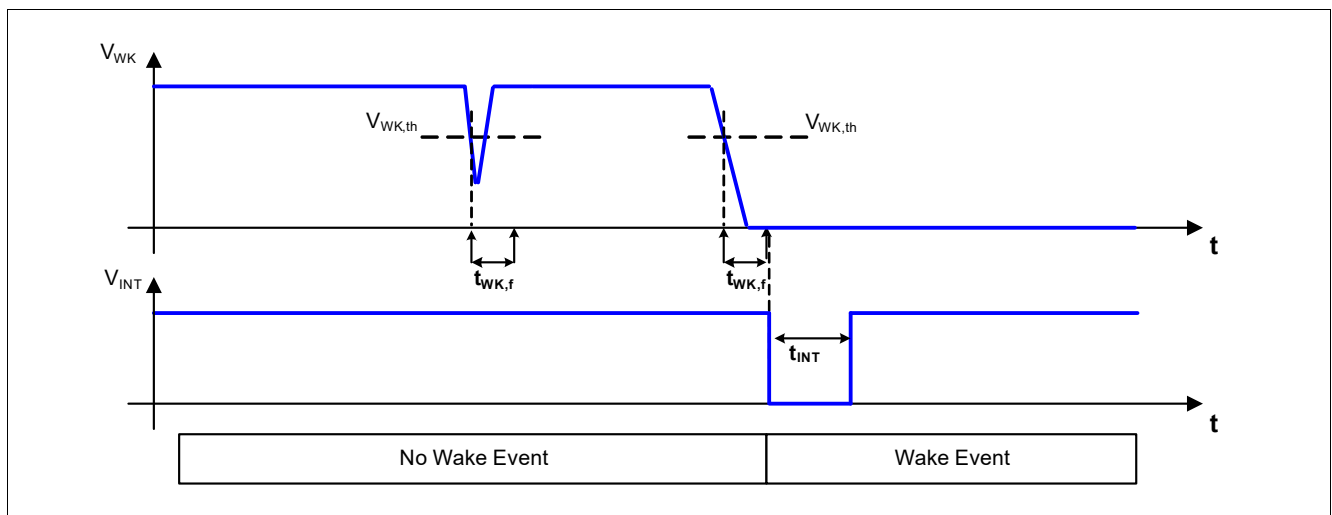 V_WK
V_WK,th V_WK,th
t
t_WK,f t_WK,f
V_INT
t_INT
t
No Wake Event Wake Event